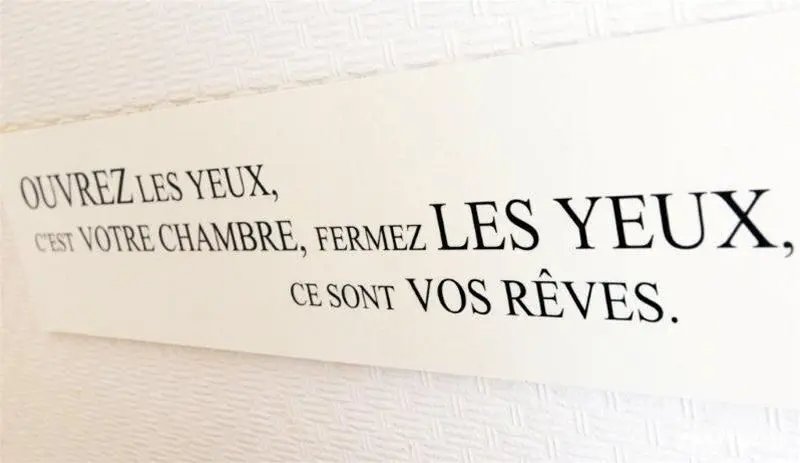 OUVREZ LES YEUX,
C'EST VOTRE CHAMBRE, FERMEZ LES YEUX,
CE SONT VOS RÊVES.